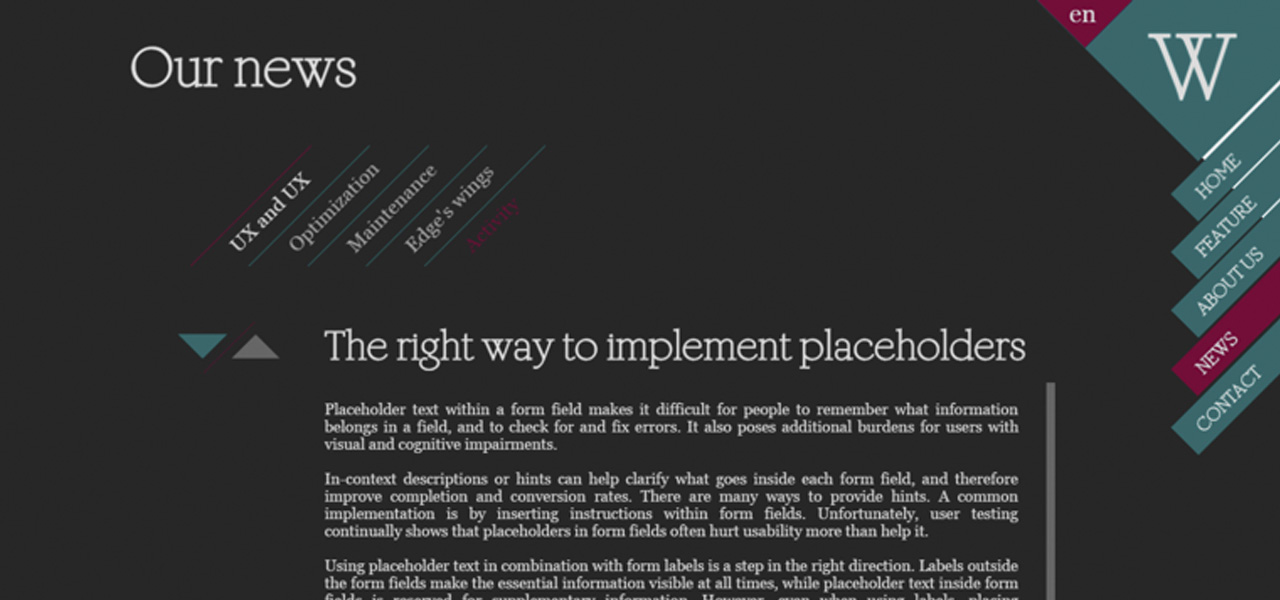 en
W
Our news
HOME
FEATURE
ABOUT US
NEWS
CONTACT
UX and UX
Optimization
Maintenance
Edge's wings
Activity
The right way to implement placeholders
Placeholder text within a form field makes it difficult for people to remember what information
belongs in a field, and to check for and fix errors. It also poses additional burdens for users with
visual and cognitive impairments.
In-context descriptions or hints can help clarify what goes inside each form field, and therefore
improve completion and conversion rates. There are many ways to provide hints. A common
implementation is by inserting instructions within form fields. Unfortunately, user testing
continually shows that placeholders in form fields often hurt usability more than help it.
Using placeholder text in combination with form labels is a step in the right direction. Labels outside
the form fields make the essential information visible at all times, while placeholder text inside form
fields is reserved for supplementary information. However, even when using labels, placing